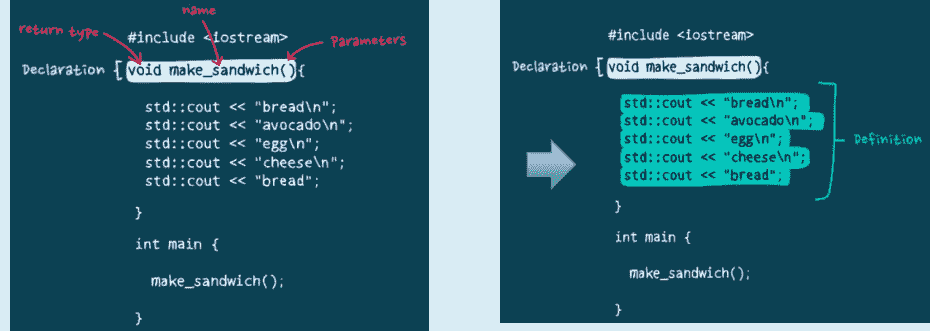 name
return type
#include <iostream>
Parameters
Declaration { void make_sandwich(){
std::cout << "bread\n";
std::cout << "avocado\n";
std::cout << "egg\n";
std::cout << "cheese\n";
std::cout << "bread";
}
int main {
make_sandwich();
}
#include <iostream>
Declaration { void make_sandwich(){
std::cout << "bread\n";
std::cout << "avocado\n";
std::cout << "egg\n";
Definition
std::cout << "cheese\n";
std::cout << "bread";
}
int main {
make_sandwich();
}